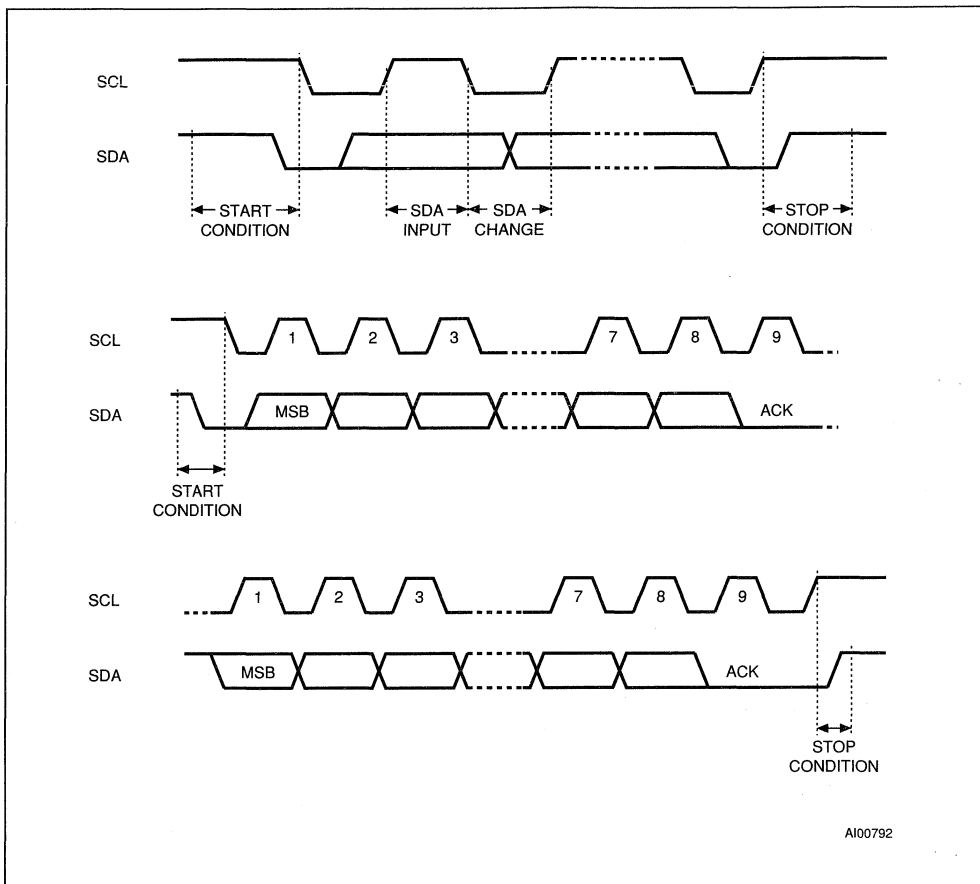 SCL
SDA
START
CONDITION
SDA
INPUT
SDA
CHANGE
STOP
CONDITION
SCL
1 2 3 7 8 9
SDA
MSB
ACK
START
CONDITION
SCL
1 2 3 7 8 9
SDA
MSB
ACK
STOP
CONDITION
AI00792